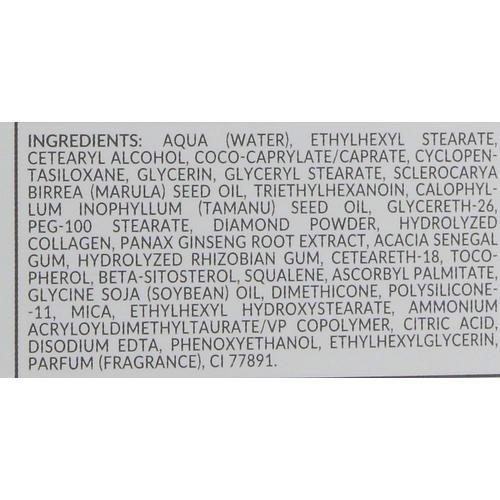 INGREDIENTS: AQUA (WATER), ETHYLHEXYL STEARATE,
CETEARYL ALCOHOL, COCO-CAPRYLATE/CAPRATE, CYCLOPEN-
TASILOXANE, GLYCERIN, GLYCERYL STEARATE, SCLEROCARYA
BIRREA (MARULA) SEED OIL, TRIETHYLHEXANOIN, CALOPHYL-
LUM INOPHYLLUM (TAMANU) SEED OIL, GLYCERETH-26,
PEG-100 STEARATE, DIAMOND POWDER, HYDROLYZED
COLLAGEN, PANAX GINSENG ROOT EXTRACT, ACACIA SENEGAL
GUM, HYDROLYZED RHIZOBIAN GUM, CETEARETH-18, TOCO-
PHEROL, BETA-SITOSTEROL, SQUALENE, ASCORBYL PALMITATE,
GLYCINE SOJA (SOYBEAN) OIL, DIMETHICONE, POLYSILICONE-
-11, MICA, ETHYLHEXYL HYDROXYSTEARATE, AMMONIUM
ACRYLOYLDIMETHYLTAURATE/VP COPOLYMER, CITRIC ACID,
DISODIUM EDTA, PHENOXYETHANOL, ETHYLHEXYLGLYCERIN,
PARFUM (FRAGRANCE), CI 77891.